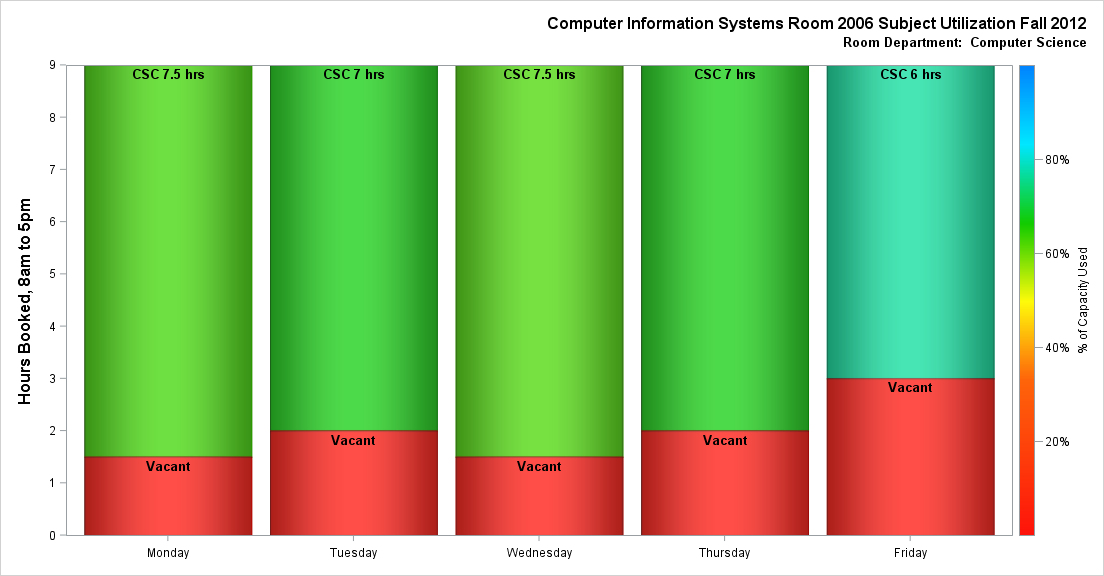 Computer Information Systems Room 2006 Subject Utilization Fall 2012
Room Department:  Computer Science
Hours Booked, 8am to 5pm
9
8
7
6
5
4
3
2
1
0
CSC 7.5 hrs
CSC 7 hrs
CSC 7.5 hrs
CSC 7 hrs
CSC 6 hrs
Vacant
Vacant
Vacant
Vacant
Vacant
Monday
Tuesday
Wednesday
Thursday
Friday
80%
60%
40%
20%
% of Capacity Used